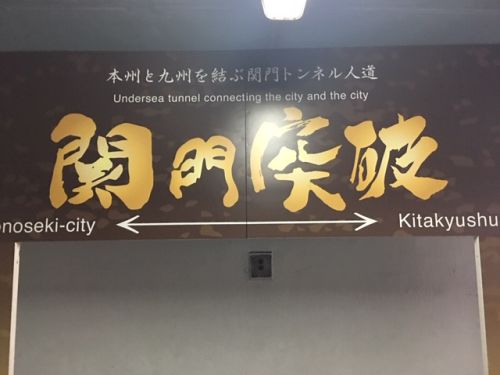 本州と九州を結ぶ関門トンネル人道
Undersea tunnel connecting the city and the city
関門突破
onoseki-city Kitakyushu